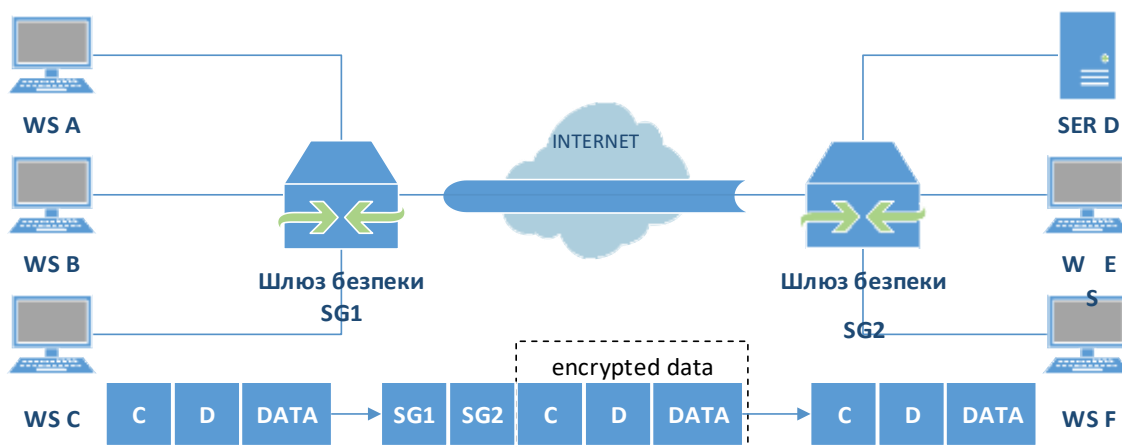 INTERNET
WS A
SER D
WS B
Шлюз безпеки
SG1
Шлюз безпеки
SG2
W E
S
encrypted data
WS C
C D DATA
SG1 SG2 C D DATA
C D DATA
WS F